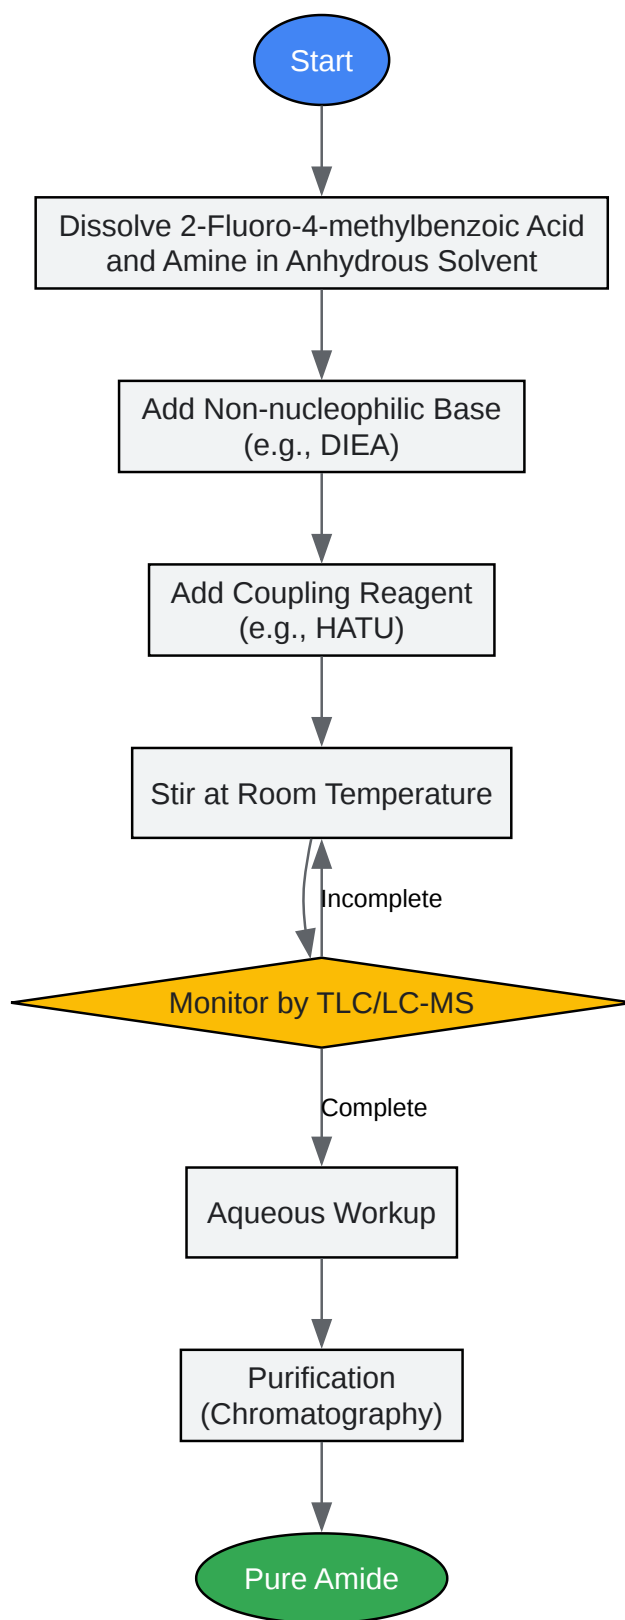 Start
Dissolve 2-Fluoro-4-methylbenzoic Acid
and Amine in Anhydrous Solvent
Add Non-nucleophilic Base
(e.g., DIEA)
Add Coupling Reagent
(e.g., HATU)
Stir at Room Temperature
Incomplete
Monitor by TLC/LC-MS
Complete
Aqueous Workup
Purification
(Chromatography)
Pure Amide